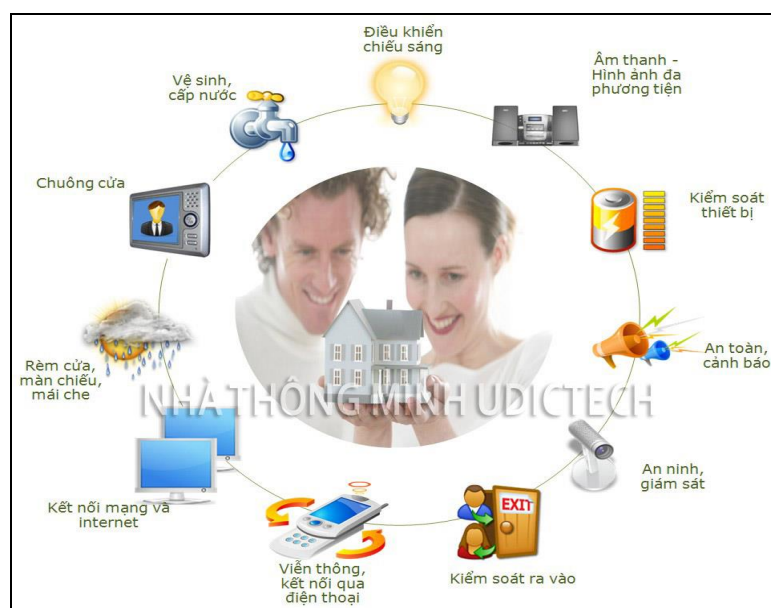 Điều khiển
chiếu sáng
Âm thanh -
Hình ảnh đa
phương tiện
Vệ sinh,
cấp nước
Chuông cửa
Kiểm soát
thiết bị
Rèm cửa,
màn chiếu,
mái che
An toàn,
cảnh báo
NHÀ THÔNG MINH UDICTECH
An ninh,
giám sát
Kết nối mạng và
internet
EXIT
Viễn thông,
kết nối qua
điện thoại
Kiểm soát ra vào